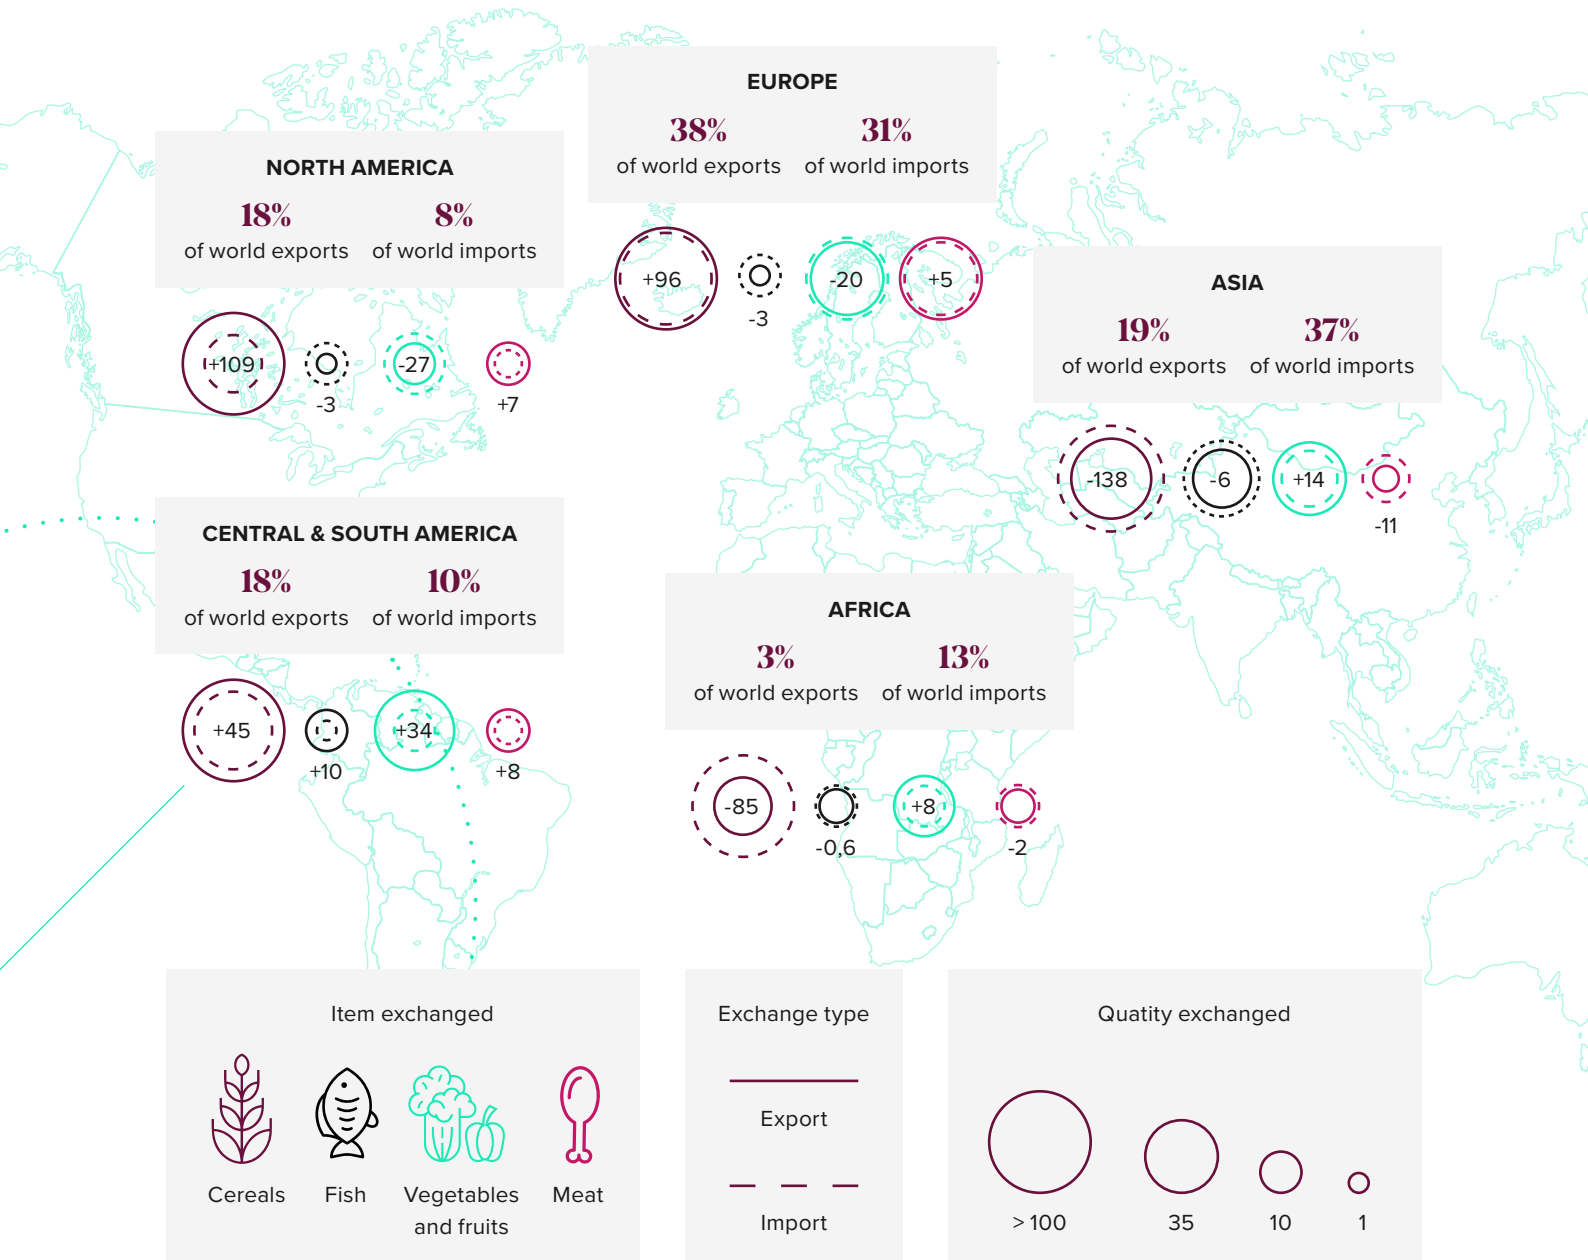 EUROPE
38% 31%
of world exports of world imports
+96 -20 +5
-3
NORTH AMERICA
18% 8%
of world exports of world imports
+109 -27
-3 +7
ASIA
19% 37%
of world exports of world imports
-138 -6 +14
-11
CENTRAL & SOUTH AMERICA
18% 10%
of world exports of world imports
+45 +34
+10 +8
AFRICA
3% 13%
of world exports of world imports
-85 +8
-0,6 -2
Item exchanged
Cereals Fish Vegetables and fruits Meat
Exchange type
Export
Import
Quatity exchanged
> 100 35 10 1